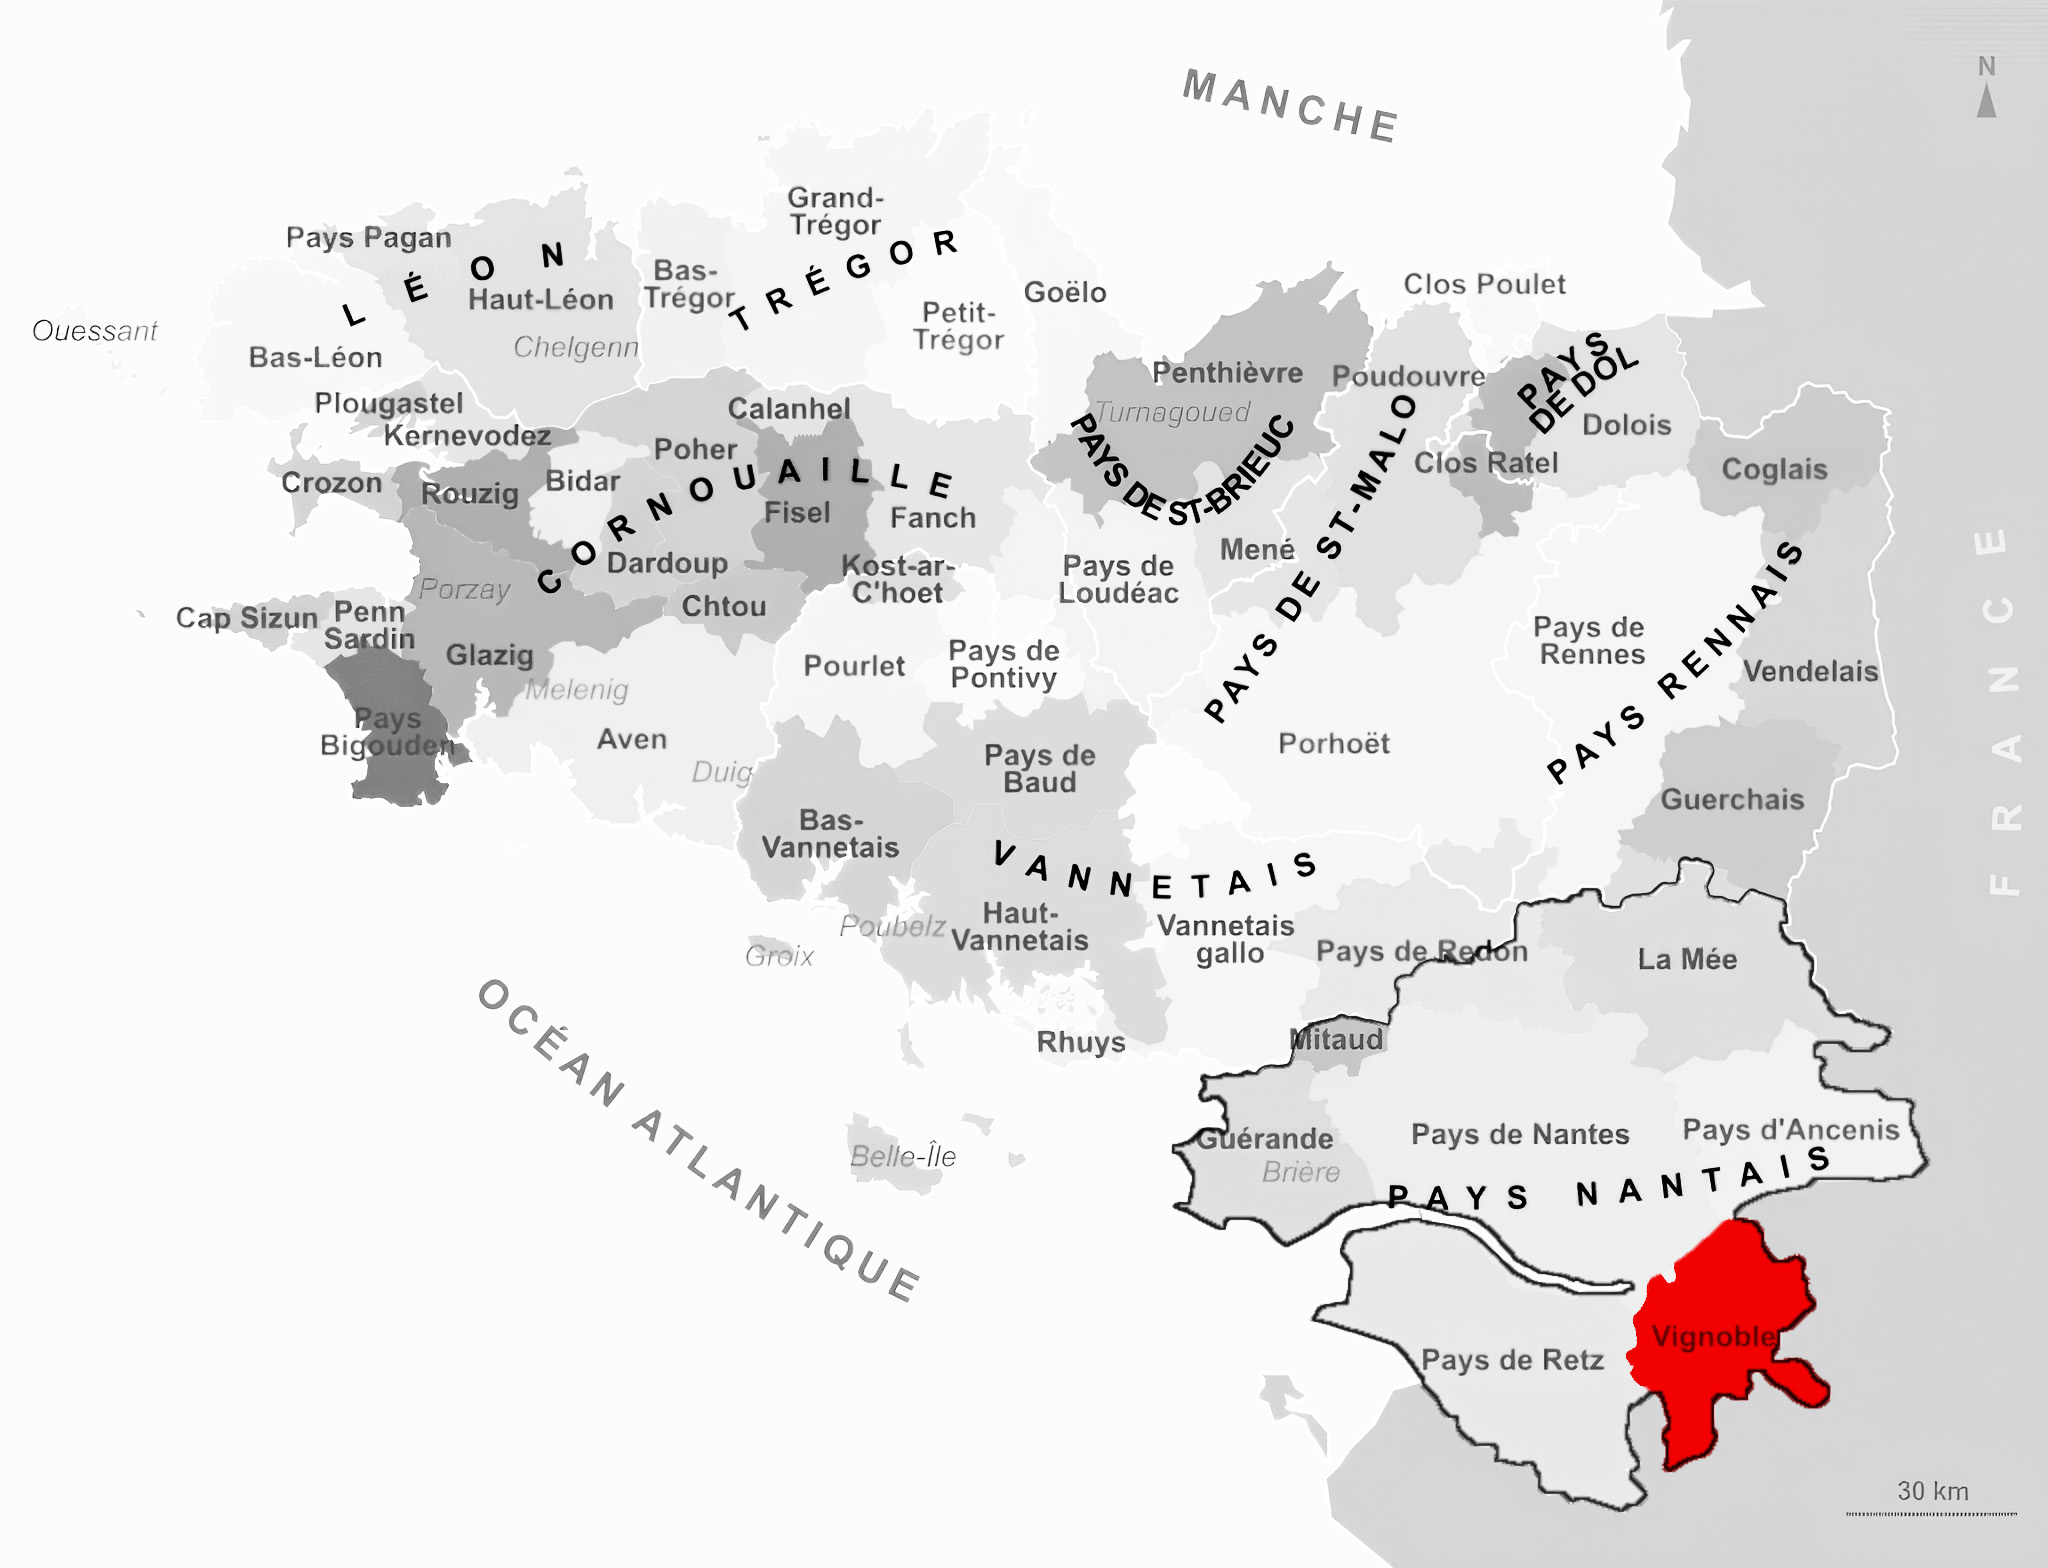 MANCHE
N
Grand-
Trégor
Pays Pagan
LÉON
TRÉGOR
Haut-Léon
Bas-
Trégor
Goëlo
Clos Poulet
Petit-
Trégor
Ouessant
Chelgenn
Bas-Léon
PAYS
DE DOL
Penthièvre
Poudouvre
Plougastel
Calanhel
Turnagoued
Dolois
Kernevodez
Poher
PAYS DE ST-BRIEUC
PAYS DE ST-MALO
Clos Ratel
Coglais
Crozon
Rouzig
Bidar
CORNOUAILLE
Fisel
Fanch
Mené
Dardoup
Kost-ar-
C'hoet
Pays de
Loudéac
Porzay
Chtou
Cap Sizun
Penn
Sardin
Pays de
Rennes
PAYS RENNAIS
FRANCE
Glazig
Pourlet
Pays de
Pontivy
Vendelais
Melenig
Pays
Bigouden
Aven
Porhoët
Duig
Pays de
Baud
Guerchais
Bas-
Vannetais
VANNETAIS
Poubelz
Haut-
Vannetais
Vannetais
gallo
Pays de Redon
La Mée
Groix
OCÉAN ATLANTIQUE
Rhuys
Mitaud
Guérande
Pays de Nantes
Pays d'Ancenis
Belle-Île
Brière
PAYS NANTAIS
Vignoble
Pays de Retz
30 km